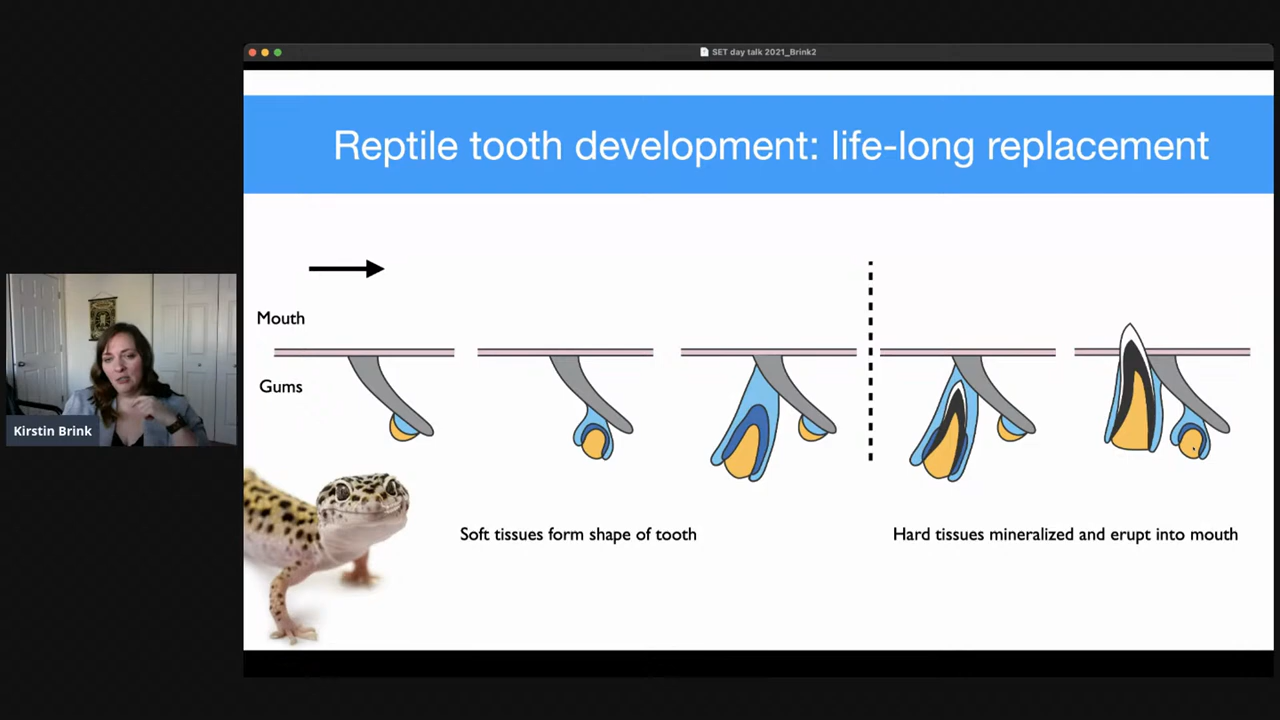 SET day talk 2021_Brink2
Reptile tooth development: life-long replacement
Mouth
Gums
Kirstin Brink
Soft tissues form shape of tooth
Hard tissues mineralized and erupt into mouth